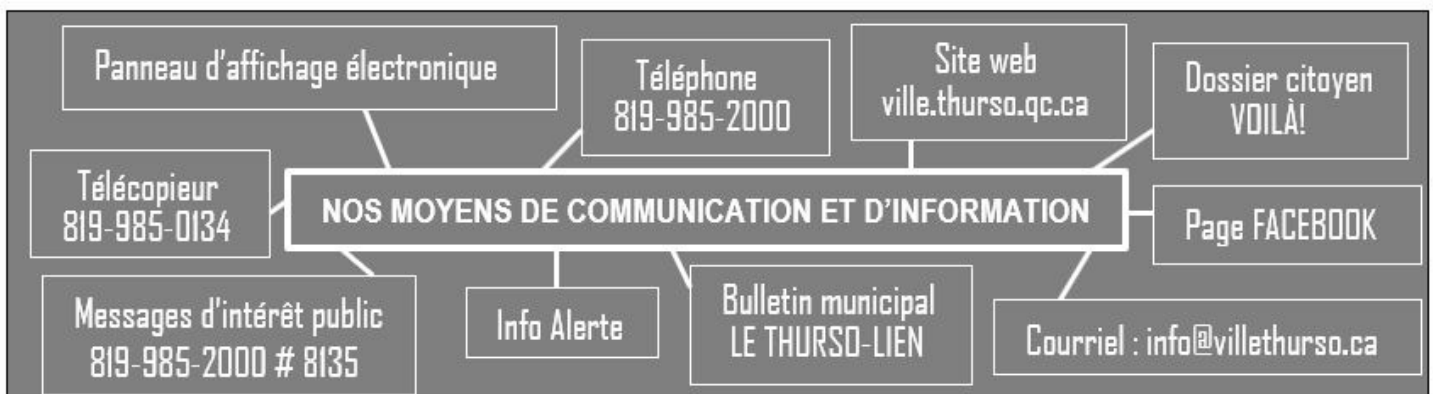 Panneau d'affichage électronique
Téléphone
819-985-2000
Site web
ville.thurso.qc.ca
Dossier citoyen
VOILÀ!
Télécopieur
819-985-0134
NOS MOYENS DE COMMUNICATION ET D'INFORMATION
Page FACEBOOK
Messages d'intérêt public
819-985-2000 # 8135
Info Alerte
Bulletin municipal
LE THURSO-LIEN
Courriel : info@villethurso.ca